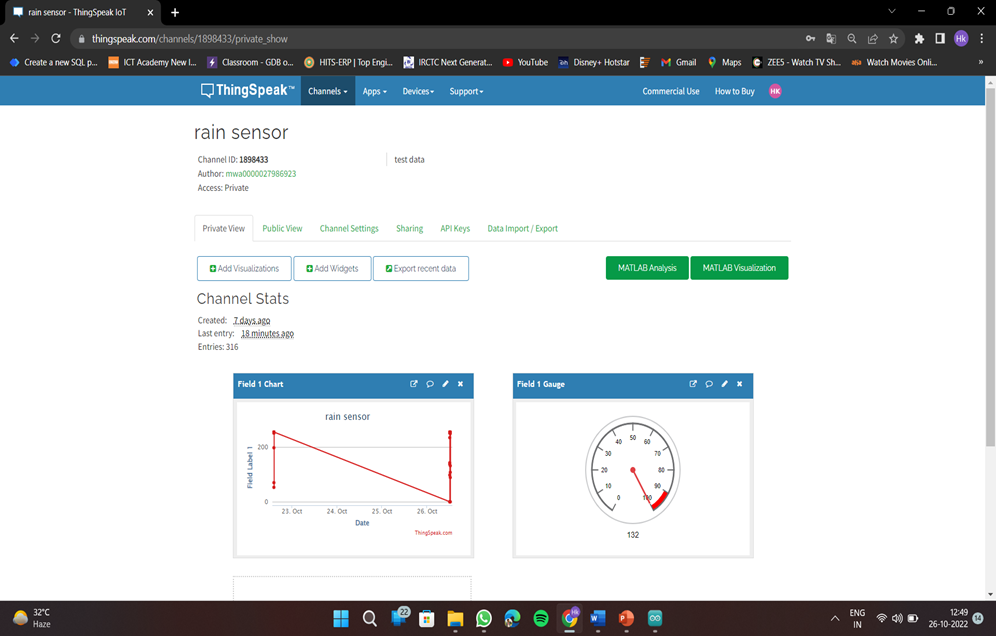 rain sensor - ThingSpeak IoT
thingspeak.com/channels/1898433/private_show
Hk
Create a new SQL p... ICT Academy New I... Classroom - GDB o... HITS-ERP | Top Engi... IRCTC Next Generat... YouTube Disney+ Hotstar Gmail Maps ZEE5 - Watch TV Sh... Watch Movies Onli... »
ThingSpeak™ Channels Apps Devices Support Commercial Use How to Buy HK
rain sensor
Channel ID: 1898433 test data
Author: mwa0000027986923
Access: Private
Private View Public View Channel Settings Sharing API Keys Data Import / Export
Add Visualizations Add Widgets Export recent data MATLAB Analysis MATLAB Visualization
Channel Stats
Created: 7 days ago
Last entry: 18 minutes ago
Entries: 316
Field 1 Chart
rain sensor
Field Label 1
200
0
23. Oct 24. Oct 25. Oct 26. Oct
Date
ThingSpeak.com
Field 1 Gauge
0 10 20 30 40 50 60 70 80 90 100
132
32°C
Haze
22
ENG
IN
12:49
26-10-2022
14